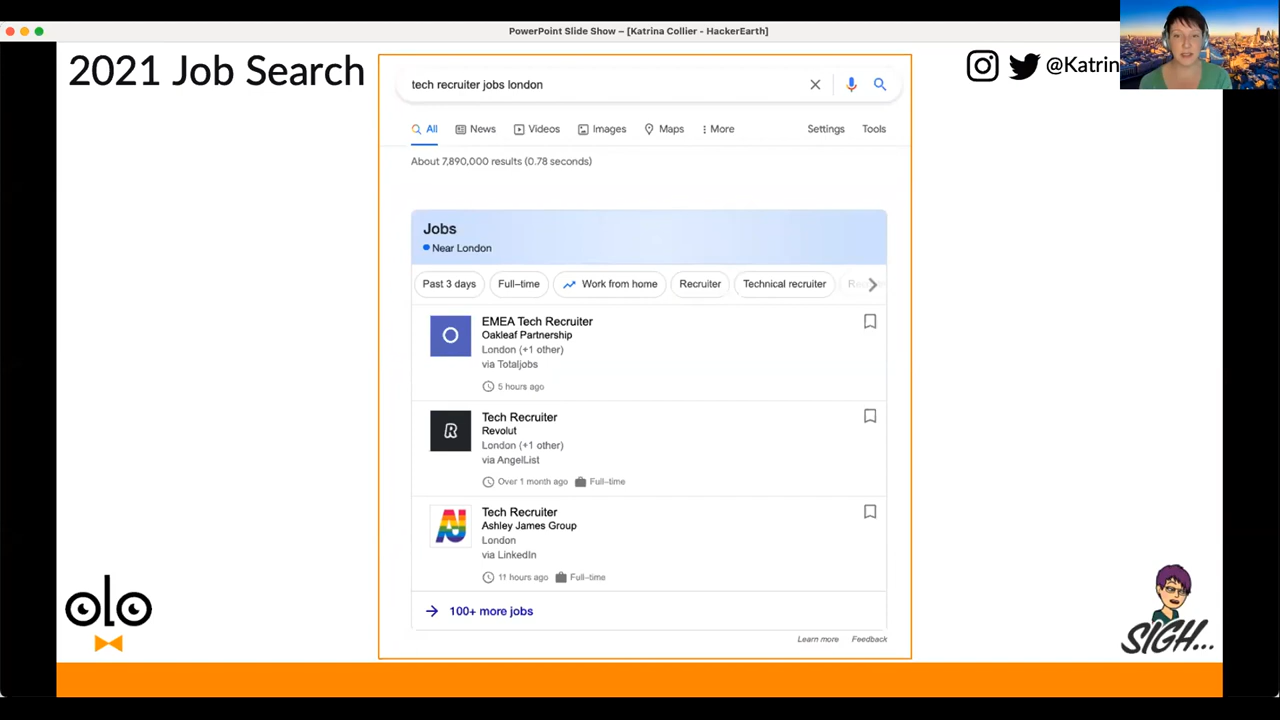 PowerPoint Slide Show – [Katrina Collier - HackerEarth]
2021 Job Search
@Katrin
tech recruiter jobs london
All News Videos Images Maps More Settings Tools
About 7,890,000 results (0.78 seconds)
Jobs
Near London
Past 3 days Full-time Work from home Recruiter Technical recruiter
O
EMEA Tech Recruiter
Oakleaf Partnership
London (+1 other)
via Totaljobs
5 hours ago
R
Tech Recruiter
Revolut
London (+1 other)
via AngelList
Over 1 month ago Full-time
AJ
Tech Recruiter
Ashley James Group
London
via LinkedIn
11 hours ago Full-time
100+ more jobs
Learn more Feedback
olo
SIGH...